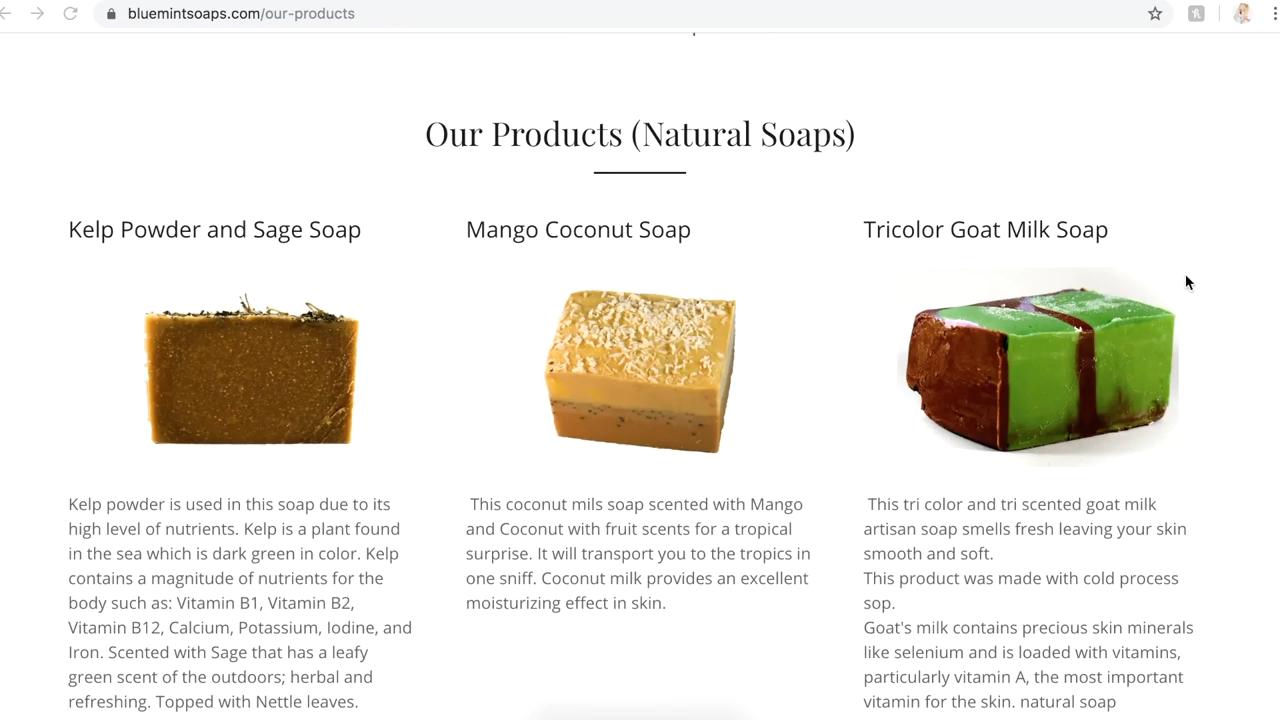 bluemintsoaps.com/our-products
Our Products (Natural Soaps)
Kelp Powder and Sage Soap
Kelp powder is used in this soap due to its
high level of nutrients. Kelp is a plant found
in the sea which is dark green in color. Kelp
contains a magnitude of nutrients for the
body such as: Vitamin B1, Vitamin B2,
Vitamin B12, Calcium, Potassium, Iodine, and
Iron. Scented with Sage that has a leafy
green scent of the outdoors; herbal and
refreshing. Topped with Nettle leaves.
Mango Coconut Soap
This coconut mils soap scented with Mango
and Coconut with fruit scents for a tropical
surprise. It will transport you to the tropics in
one sniff. Coconut milk provides an excellent
moisturizing effect in skin.
Tricolor Goat Milk Soap
This tri color and tri scented goat milk
artisan soap smells fresh leaving your skin
smooth and soft.
This product was made with cold process
sop.
Goat's milk contains precious skin minerals
like selenium and is loaded with vitamins,
particularly vitamin A, the most important
vitamin for the skin. natural soap